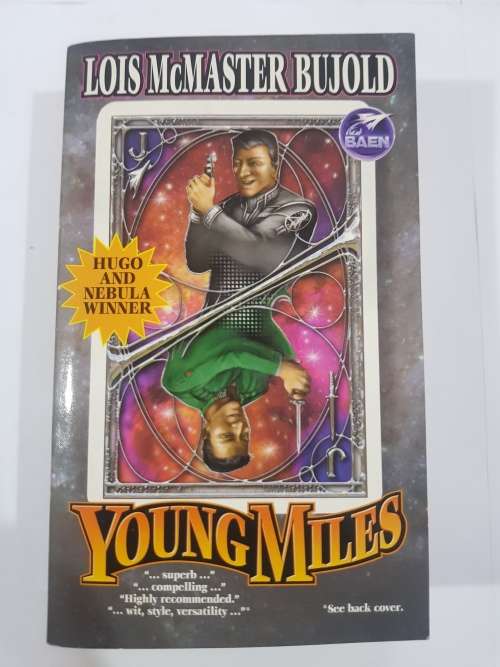 LOIS McMASTER BUJOLD
BAEN
J
HUGO
AND
NEBULA
WINNER
J
YOUNG MILES
"... superb ..."
"... compelling ..."
"Highly recommended."
"... wit, style, versatility ..."*
*See back cover.